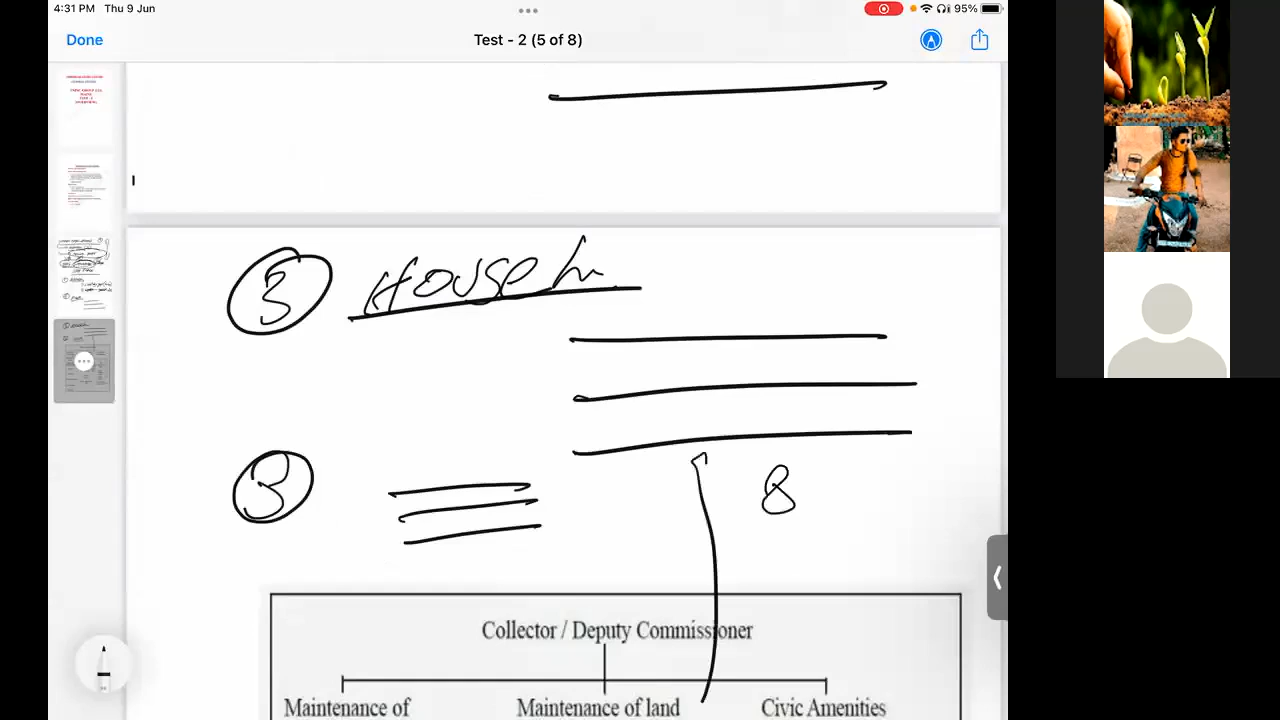 4:31 PM Thu 9 Jun
95%
Done
Test - 2 (5 of 8)
3 House
3
8
Collector / Deputy Commissioner
Maintenance of
Maintenance of land
Civic Amenities